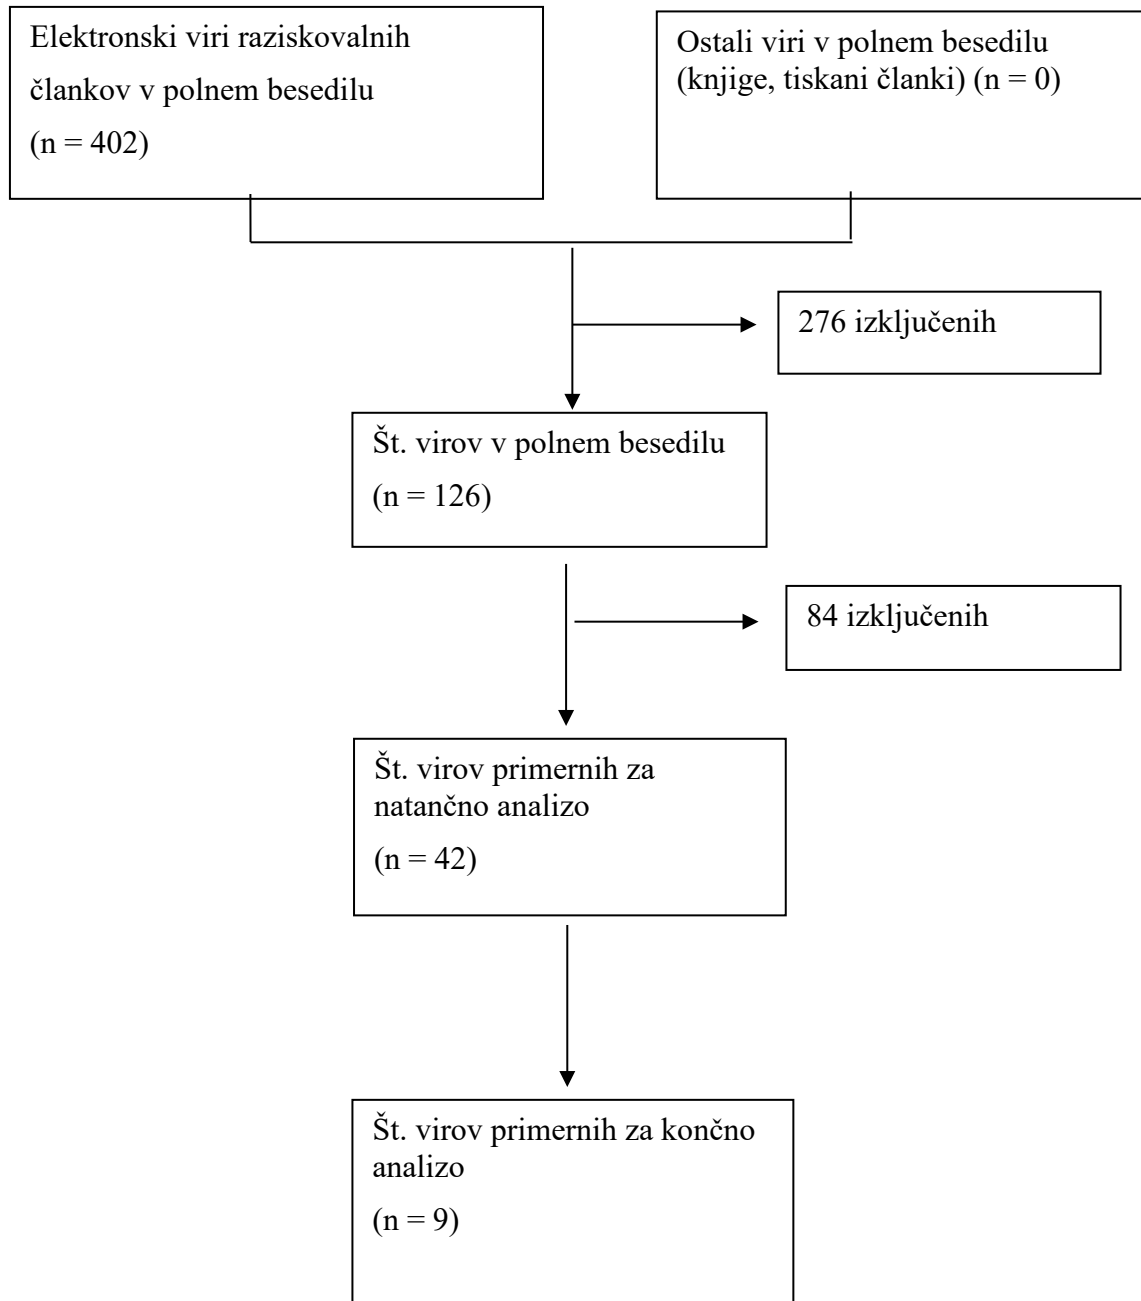 Elektronski viri raziskovalnih
člankov v polnem besedilu
(n = 402)
Ostali viri v polnem besedilu
(knjige, tiskani članki) (n = 0)
276 izključenih
Št. virov v polnem besedilu
(n = 126)
84 izključenih
Št. virov primernih za
natančno analizo
(n = 42)
Št. virov primernih za končno
analizo
(n = 9)